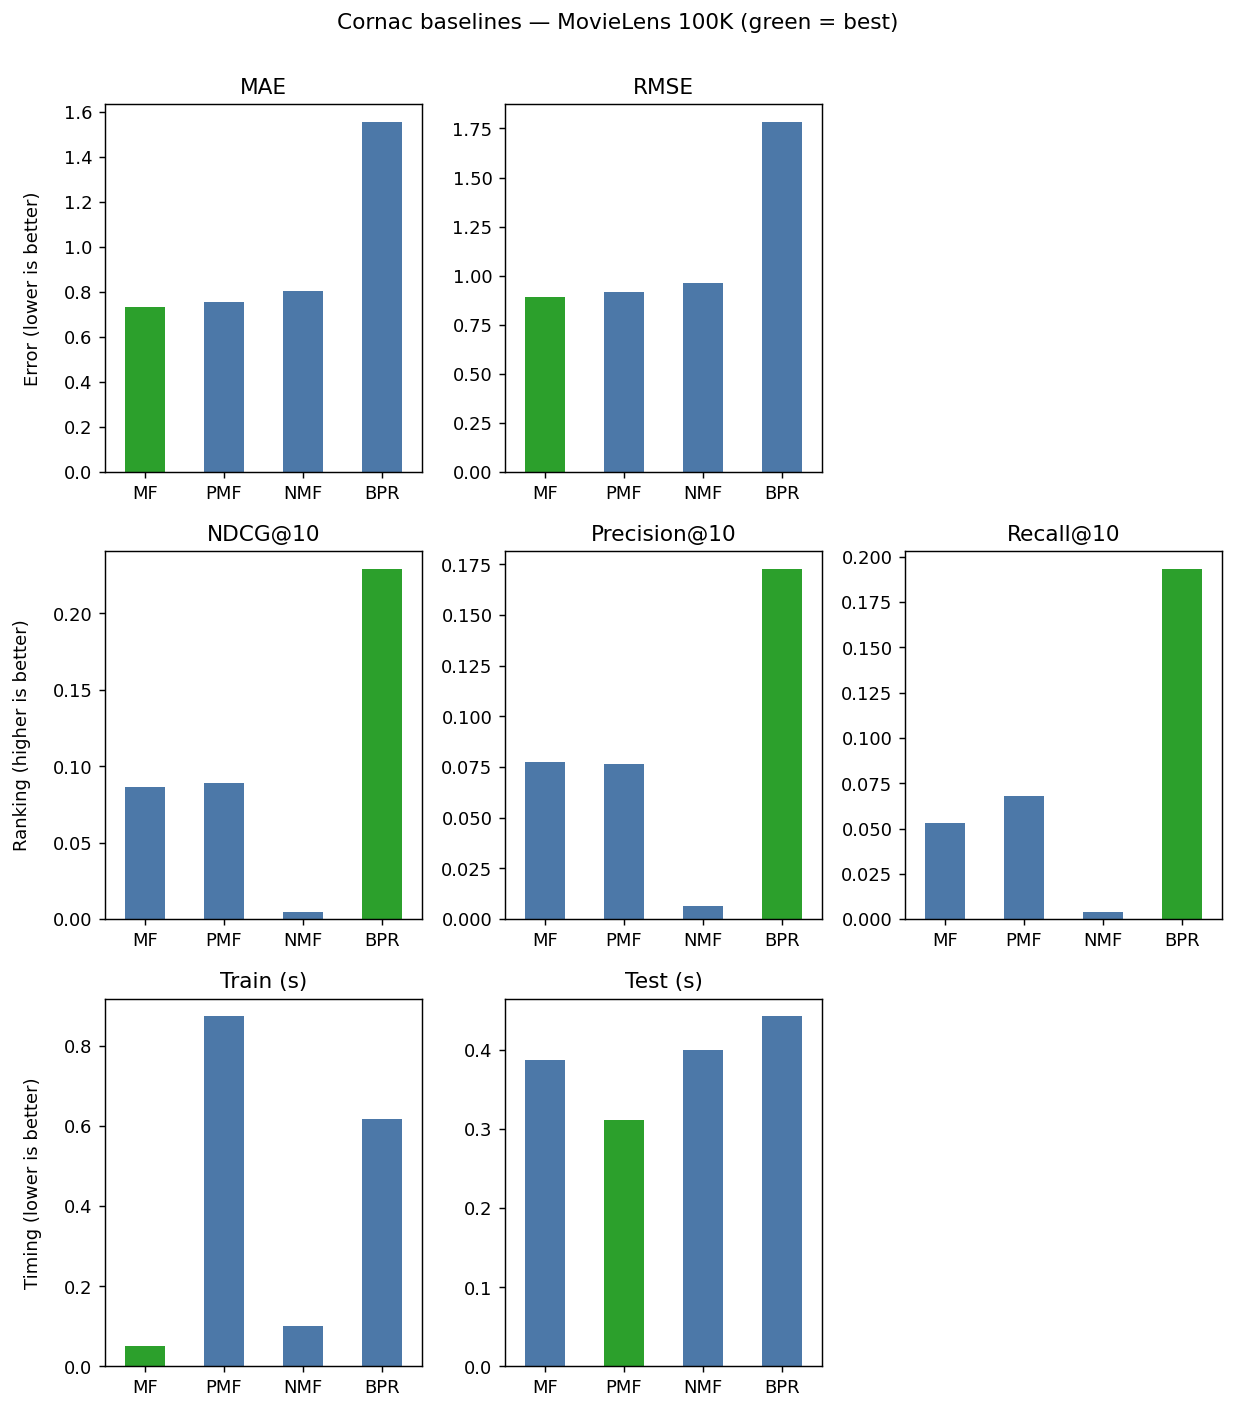 Cornac baselines — MovieLens 100K (green = best)
MAE
Error (lower is better)
1.6
1.4
1.2
1.0
0.8
0.6
0.4
0.2
0.0
MF PMF NMF BPR
RMSE
1.75
1.50
1.25
1.00
0.75
0.50
0.25
0.00
MF PMF NMF BPR
NDCG@10
Ranking (higher is better)
0.20
0.15
0.10
0.05
0.00
MF PMF NMF BPR
Precision@10
0.175
0.150
0.125
0.100
0.075
0.050
0.025
0.000
MF PMF NMF BPR
Recall@10
0.200
0.175
0.150
0.125
0.100
0.075
0.050
0.025
0.000
MF PMF NMF BPR
Train (s)
Timing (lower is better)
0.8
0.6
0.4
0.2
0.0
MF PMF NMF BPR
Test (s)
0.4
0.3
0.2
0.1
0.0
MF PMF NMF BPR